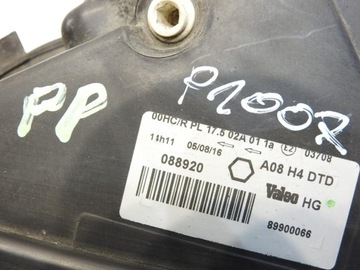 PP
P1007
00HC/R PL 17.5 02A 01 1a E2 03708
11h11 05/08/16
088920 A08 H4 DTD
Valeo HG
89900066